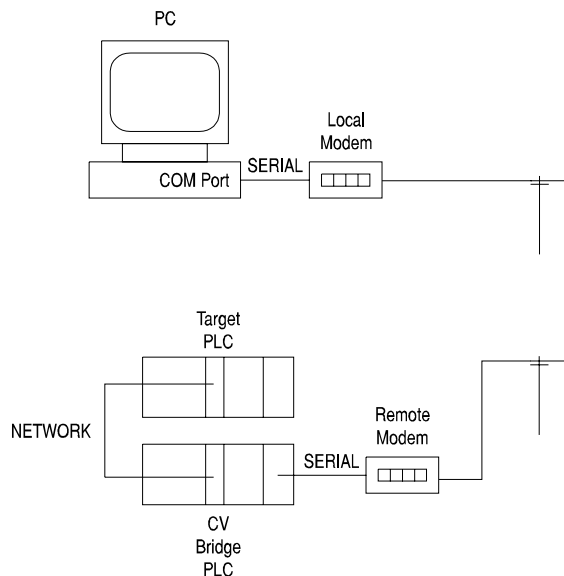 PC
Local
Modem
SERIAL
COM Port
Target
PLC
NETWORK
Remote
Modem
SERIAL
CV
Bridge
PLC